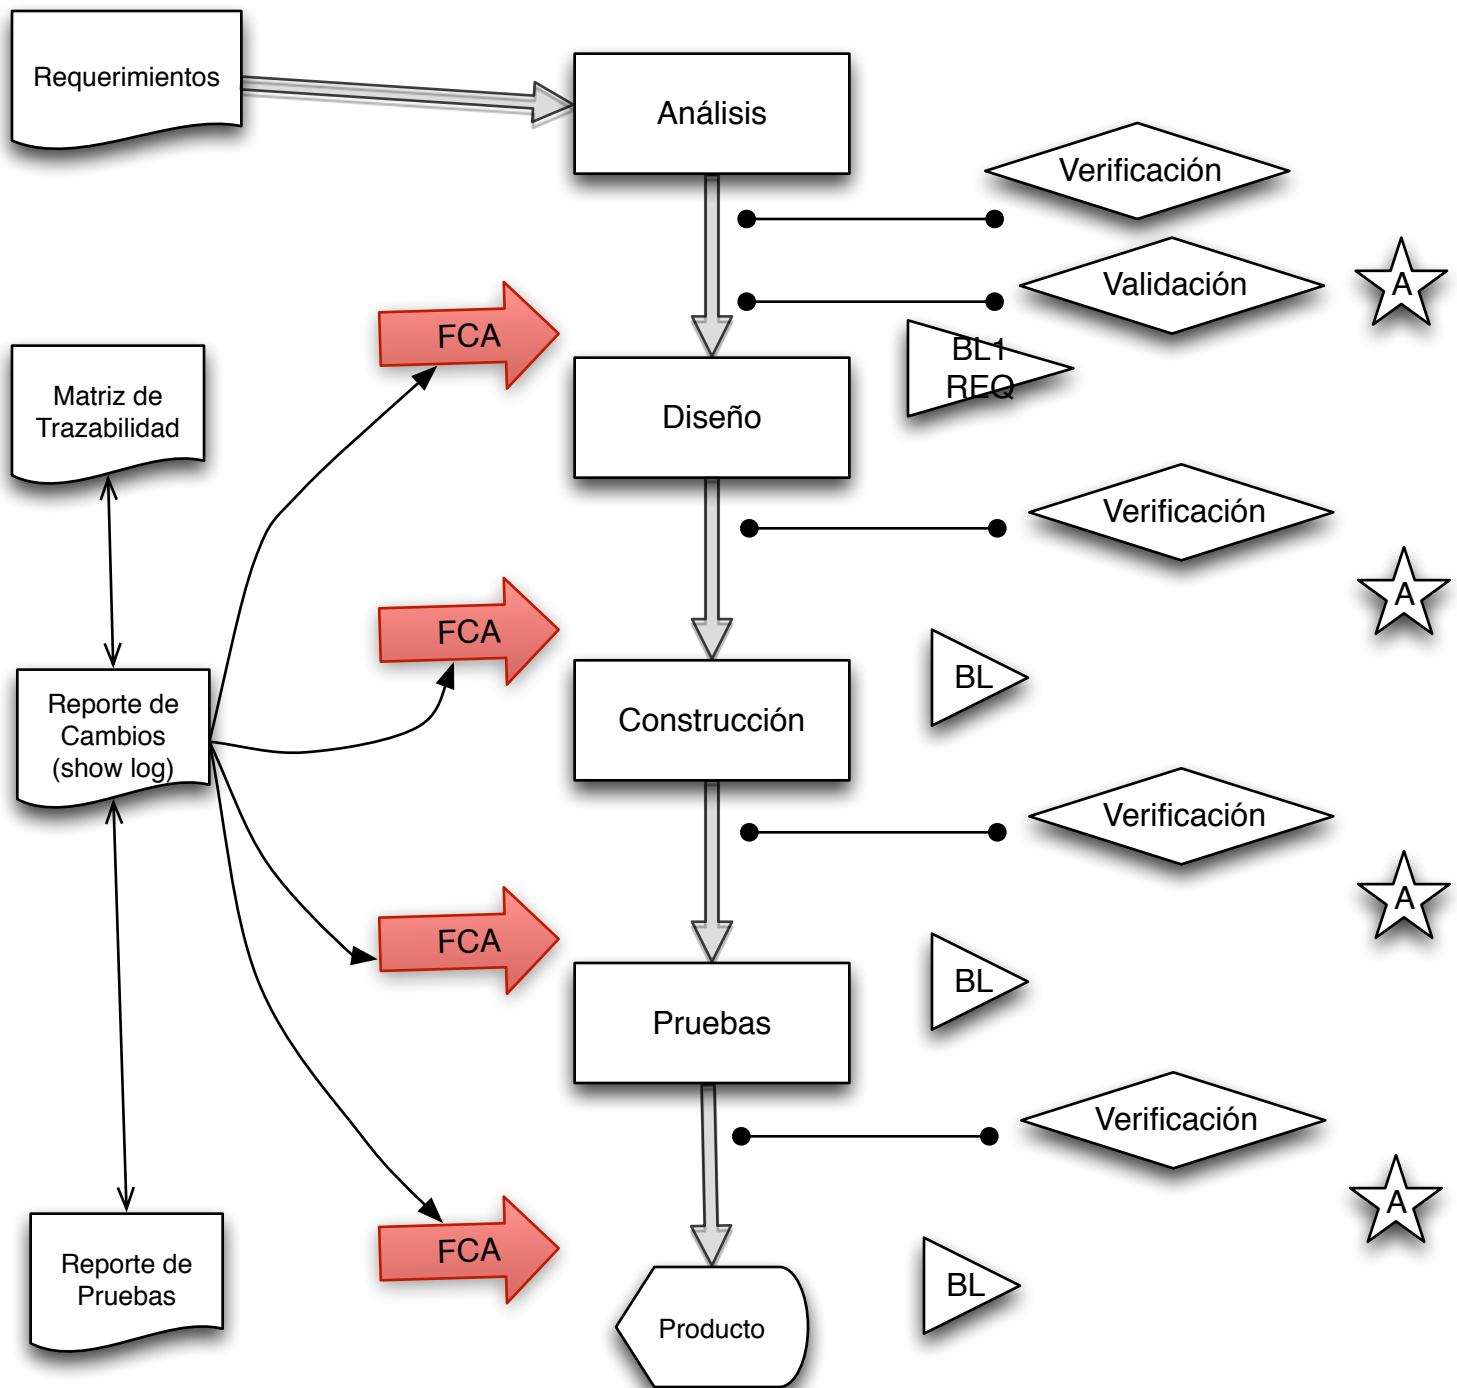 Requerimientos
Análisis
Verificación
Validación
A
FCA
BL1
REQ
Matriz de
Trazabilidad
Diseño
Verificación
A
FCA
BL
Reporte de
Cambios
(show log)
Construcción
Verificación
A
FCA
BL
Pruebas
Verificación
A
FCA
BL
Reporte de
Pruebas
Producto